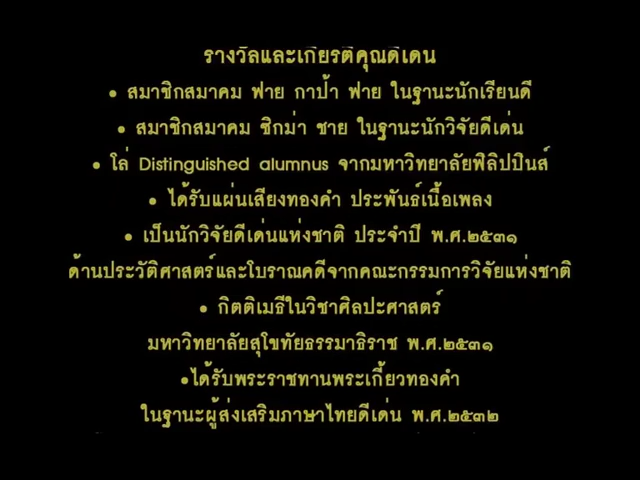 รางวัลและเกียรติคุณดีเด่น
• สมาชิกสมาคม ฟาย กาป้า ฟาย ในฐานะนักเรียนดี
• สมาชิกสมาคม ซิกม่า ชาย ในฐานะนักวิจัยดีเด่น
• โล่ Distinguished alumnus จากมหาวิทยาลัยฟิลิปปินส์
• ได้รับแผ่นเสียงทองคำ ประพันธ์เนื้อเพลง
• เป็นนักวิจัยดีเด่นแห่งชาติ ประจำปี พ.ศ.๒๕๓๑
ด้านประวัติศาสตร์และโบราณคดีจากคณะกรรมการวิจัยแห่งชาติ
• กิตติเมธีในวิชาศิลปะศาสตร์
มหาวิทยาลัยสุโขทัยธรรมาธิราช พ.ศ.๒๕๓๑
•ได้รับพระราชทานพระเกี้ยวทองคำ
ในฐานะผู้ส่งเสริมภาษาไทยดีเด่น พ.ศ.๒๕๓๒